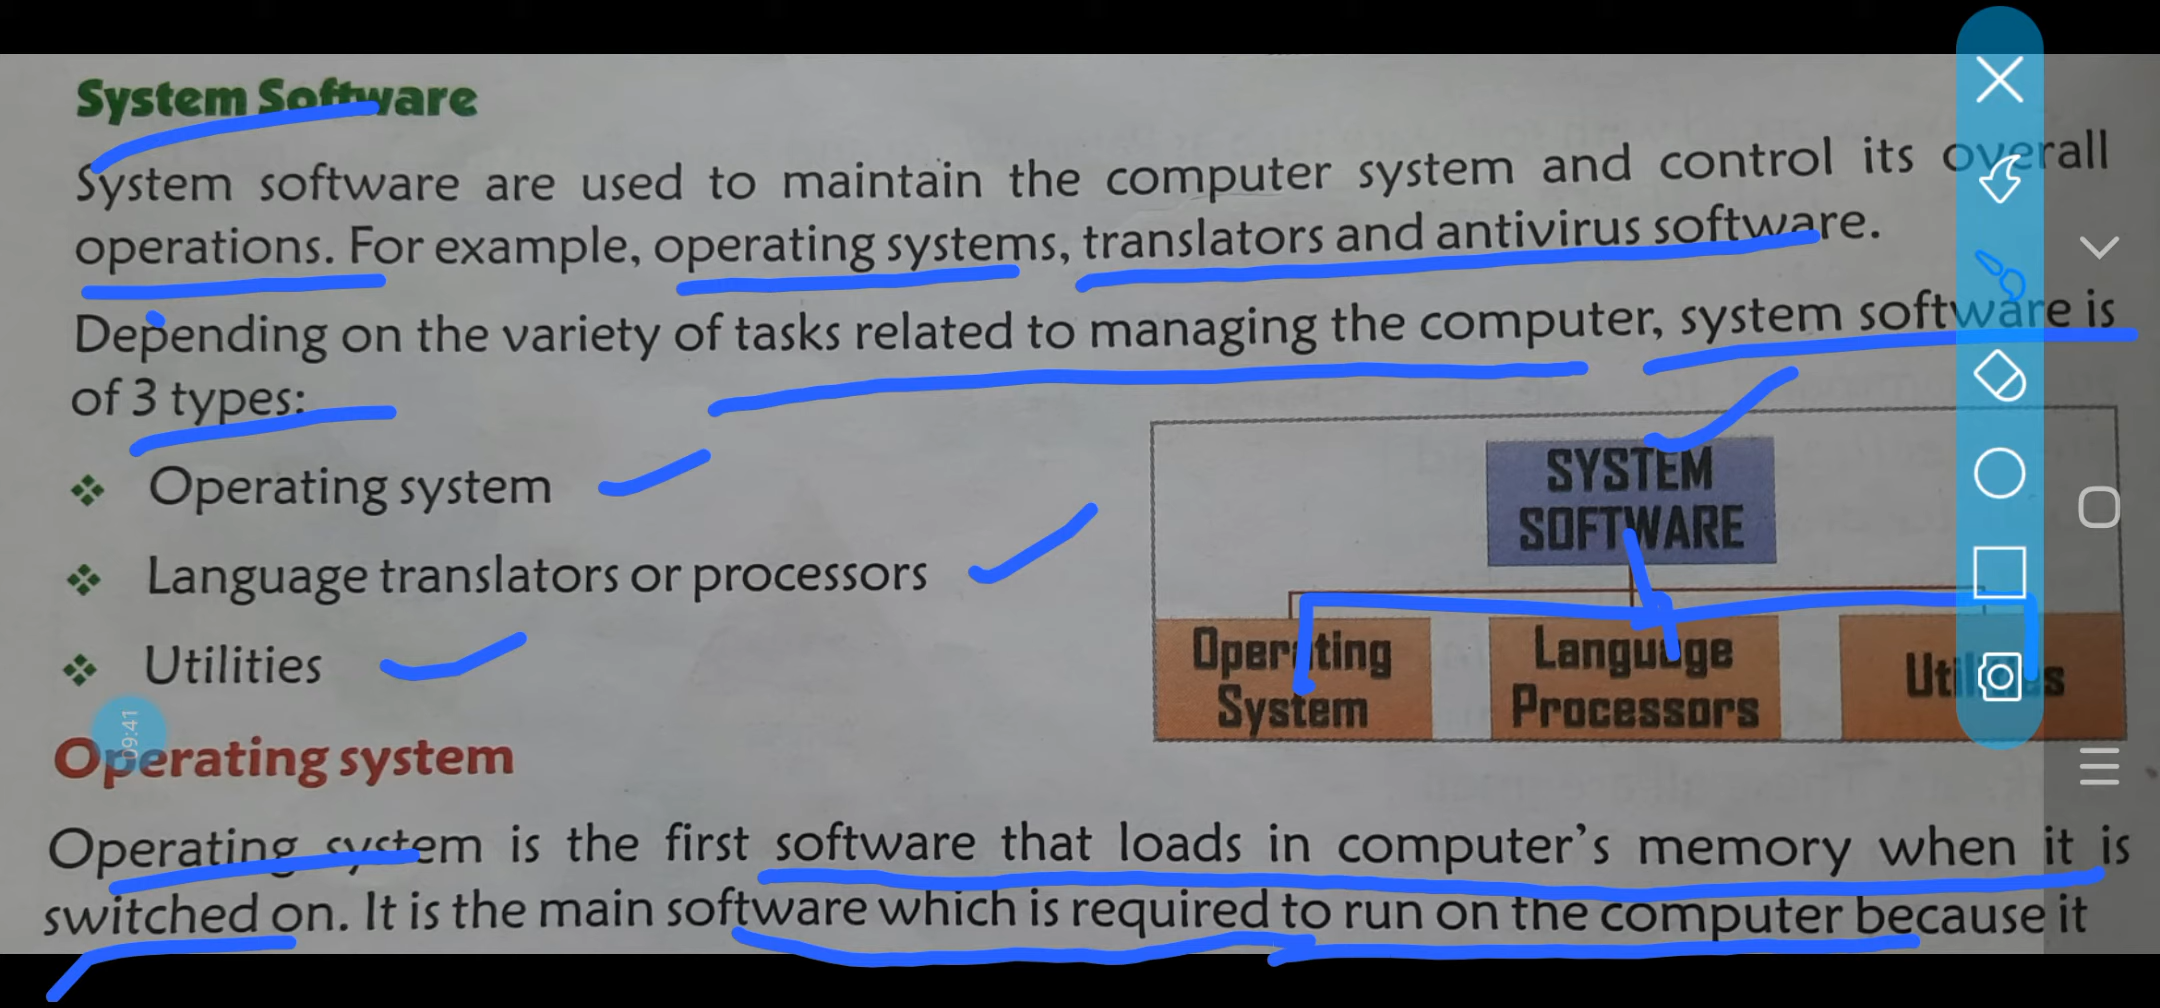 System Software
System software are used to maintain the computer system and control its overall
operations. For example, operating systems, translators and antivirus software.
Depending on the variety of tasks related to managing the computer, system software is
of 3 types:
❖ Operating system
❖ Language translators or processors
❖ Utilities
SYSTEM
SOFTWARE
Operating
System
Language
Processors
Utilities
09:41
Operating system
Operating system is the first software that loads in computer's memory when it is
switched on. It is the main software which is required to run on the computer because it